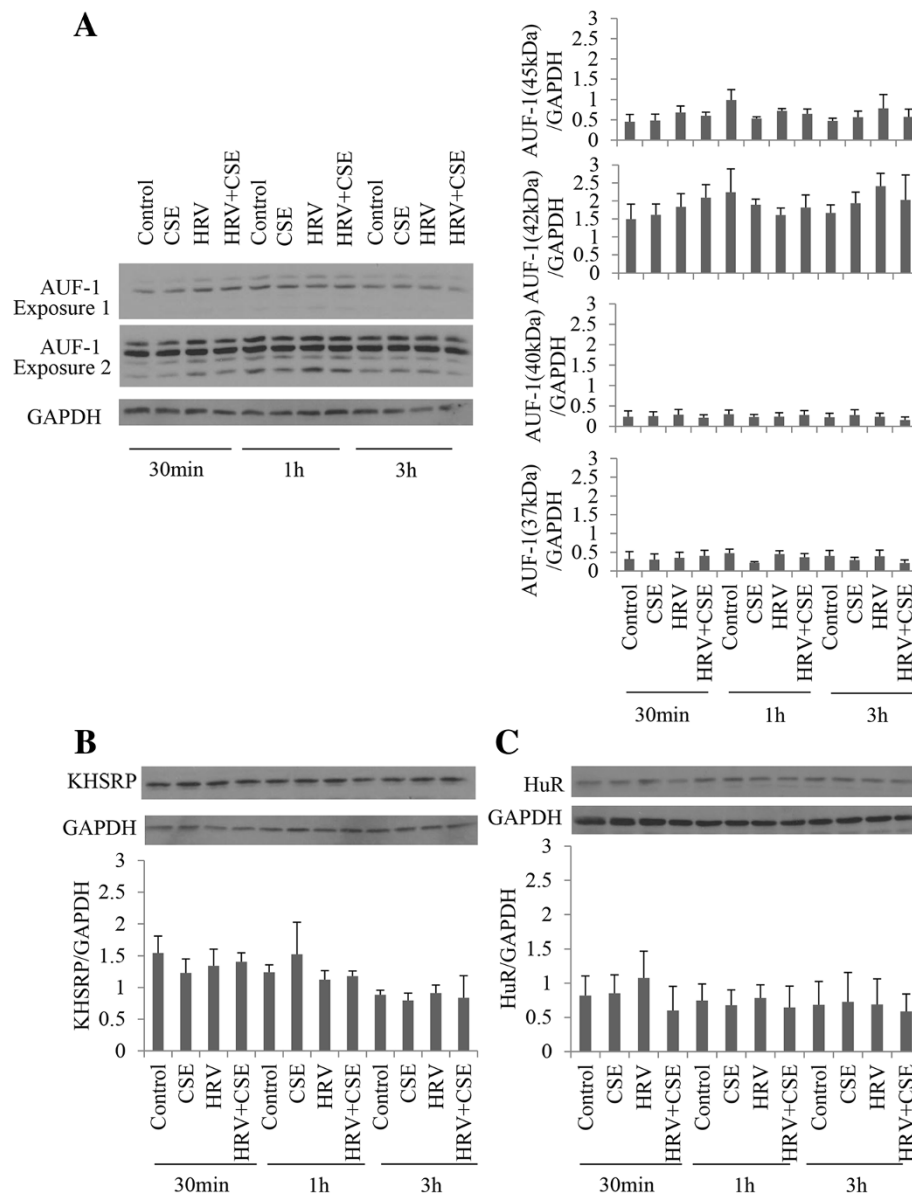 A
Control
CSE
HRV
HRV+CSE
Control
CSE
HRV
HRV+CSE
Control
CSE
HRV
HRV+CSE
AUF-1
Exposure 1
AUF-1
Exposure 2
GAPDH
30min 1h 3h
AUF-1(45kDa)
/GAPDH
3
2.5
2
1.5
1
0.5
0
AUF-1(42kDa)
/GAPDH
3
2.5
2
1.5
1
0.5
0
AUF-1(40kDa)
/GAPDH
3
2.5
2
1.5
1
0.5
0
AUF-1(37kDa)
/GAPDH
3
2.5
2
1.5
1
0.5
0
Control
CSE
HRV
HRV+CSE
Control
CSE
HRV
HRV+CSE
Control
CSE
HRV
HRV+CSE
30min 1h 3h
B
KHSRP
GAPDH
KHSRP/GAPDH
3
2.5
2
1.5
1
0.5
0
Control
CSE
HRV
HRV+CSE
Control
CSE
HRV
HRV+CSE
Control
CSE
HRV
HRV+CSE
30min 1h 3h
C
HuR
GAPDH
HuR/GAPDH
3
2.5
2
1.5
1
0.5
0
Control
CSE
HRV
HRV+CSE
Control
CSE
HRV
HRV+CSE
Control
CSE
HRV
HRV+CSE
30min 1h 3h